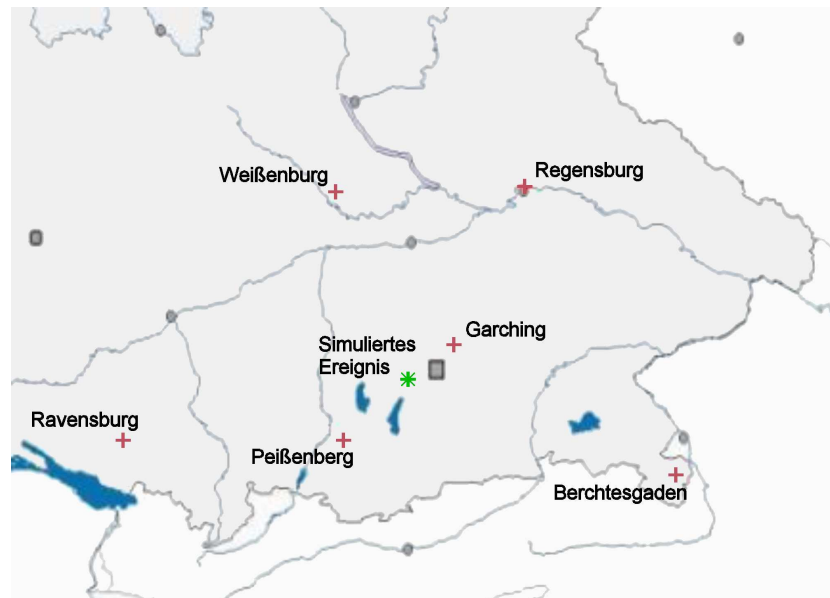 Weißenburg
Regensburg
Garching
Simuliertes
Ereignis
Ravensburg
Peißenberg
Berchtesgaden